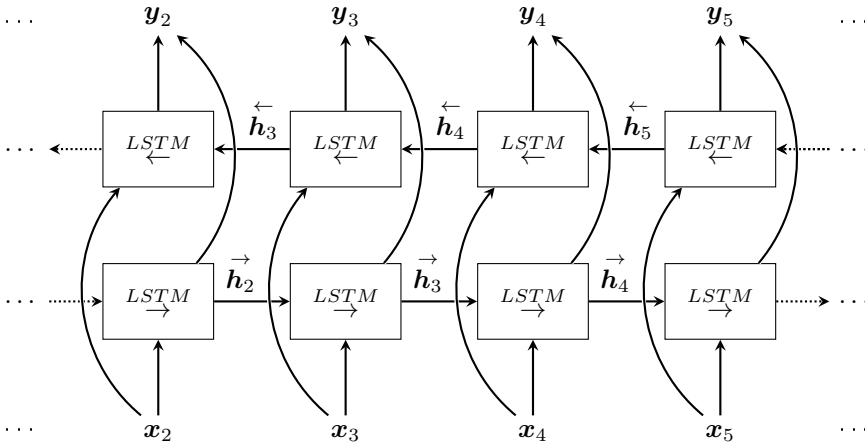 ... y₂ y₃ y₄ y₅ ...
←h₃ ←h₄ ←h₅
... LSTM← LSTM← LSTM← LSTM← ...
→h₂ →h₃ →h₄
... LSTM→ LSTM→ LSTM→ LSTM→ ...
... x₂ x₃ x₄ x₅ ...